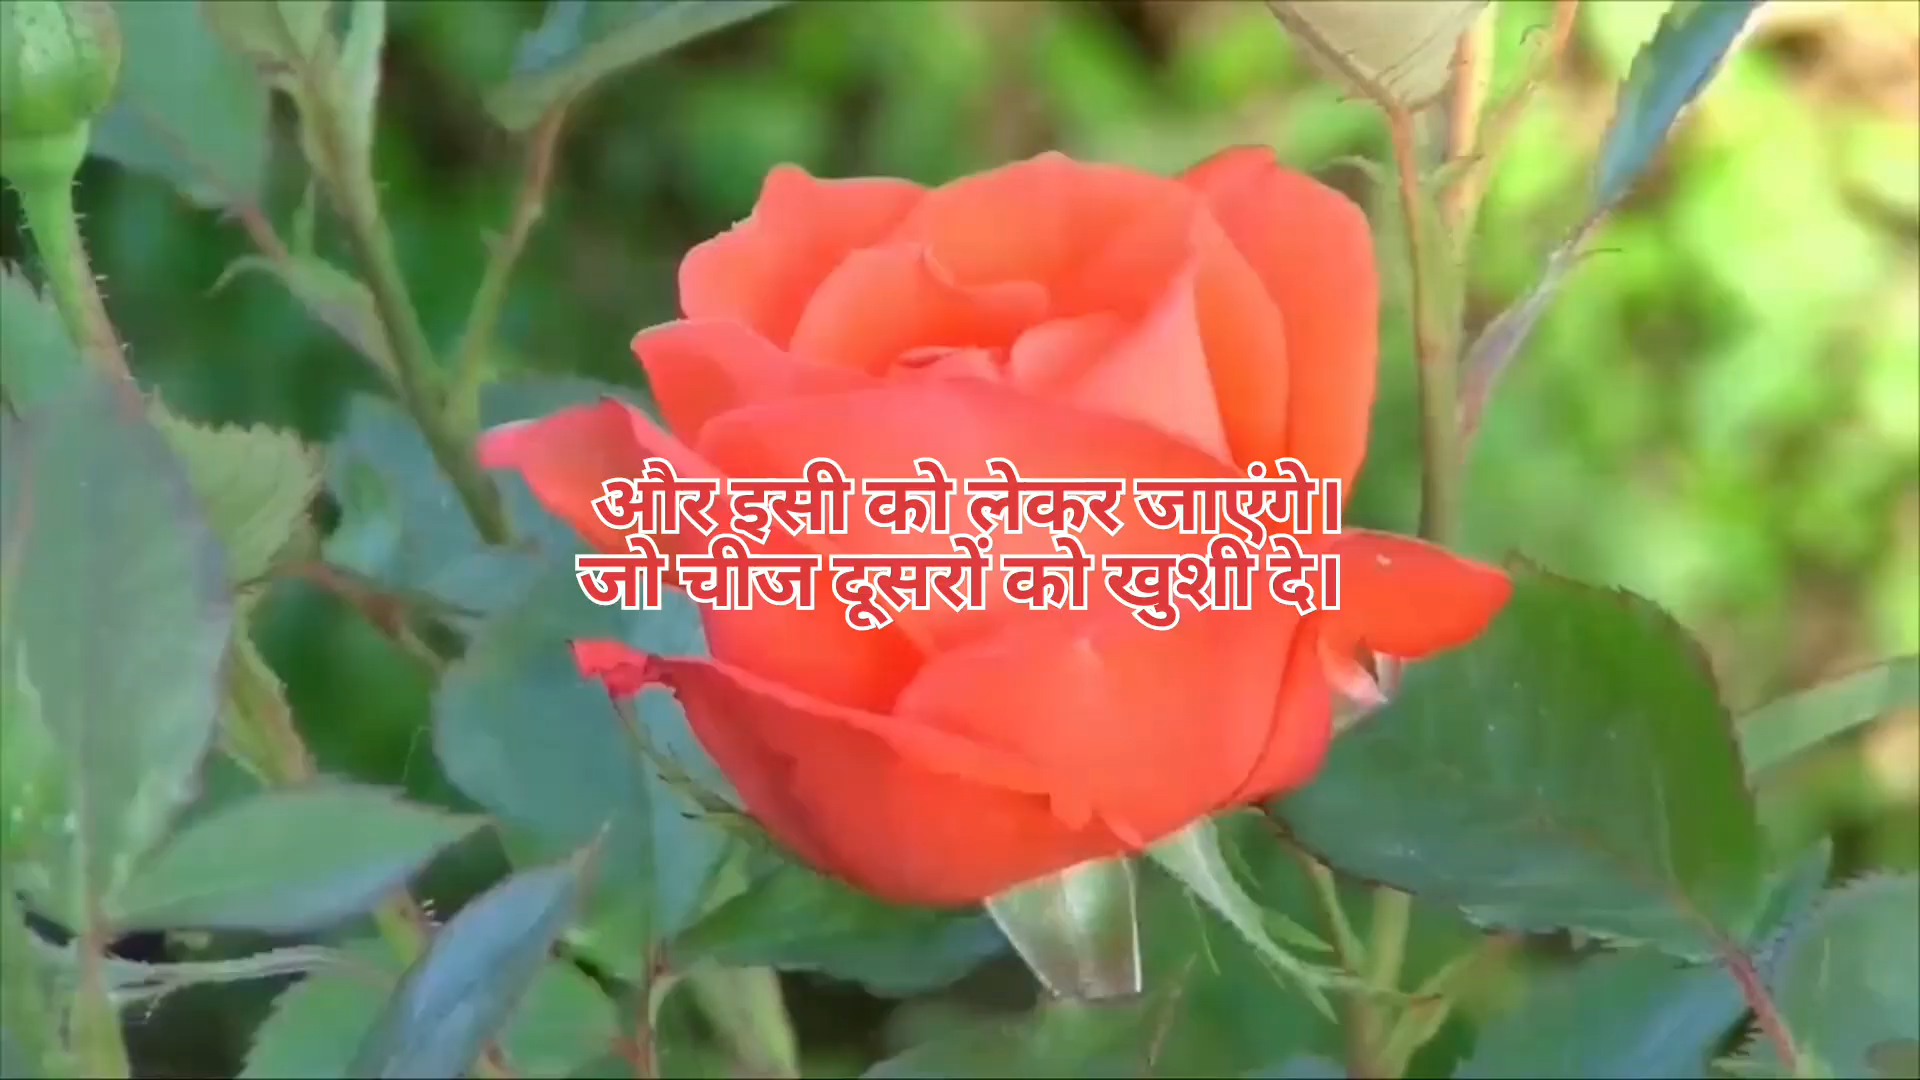 और इसी को लेकर जाएंगे।
जो चीज दूसरों को खुशी दे।